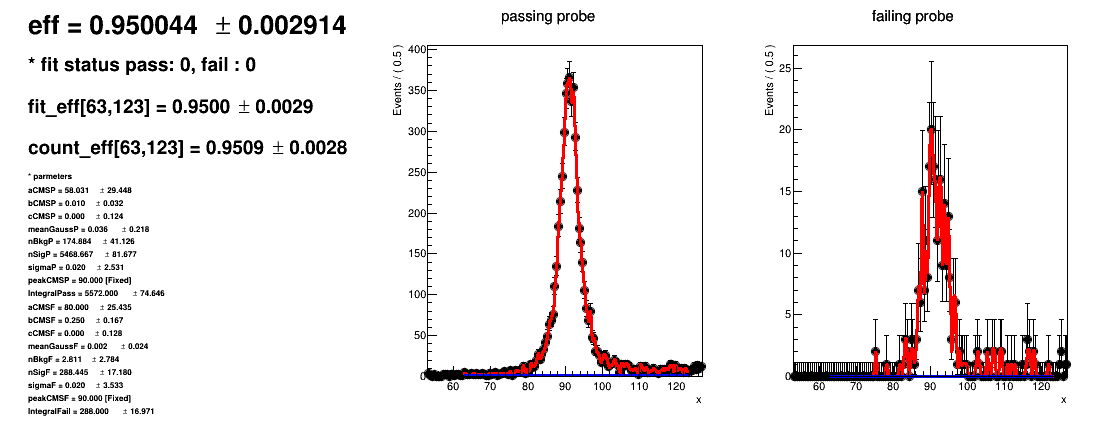 eff = 0.950044 ± 0.002914
* fit status pass: 0, fail : 0
fit_eff[63,123] = 0.9500 ± 0.0029
count_eff[63,123] = 0.9509 ± 0.0028
* parmeters
aCMSP = 58.031 ± 29.448
bCMSP = 0.010 ± 0.032
cCMSP = 0.000 ± 0.124
meanGaussP = 0.036 ± 0.218
nBkgP = 174.884 ± 41.126
nSigP = 5468.667 ± 81.677
sigmaP = 0.020 ± 2.531
peakCMSP = 90.000 [Fixed]
IntegralPass = 5572.000 ± 74.646
aCMSF = 80.000 ± 25.435
bCMSF = 0.250 ± 0.167
cCMSF = 0.000 ± 0.128
meanGaussF = 0.002 ± 0.024
nBkgF = 2.811 ± 2.784
nSigF = 288.445 ± 17.180
sigmaF = 0.020 ± 3.533
peakCMSF = 90.000 [Fixed]
IntegralFail = 288.000 ± 16.971
passing probe
Events / ( 0.5 )
400
350
300
250
200
150
100
50
0
60 70 80 90 100 110 120
x
failing probe
Events / ( 0.5 )
25
20
15
10
5
0
60 70 80 90 100 110 120
x